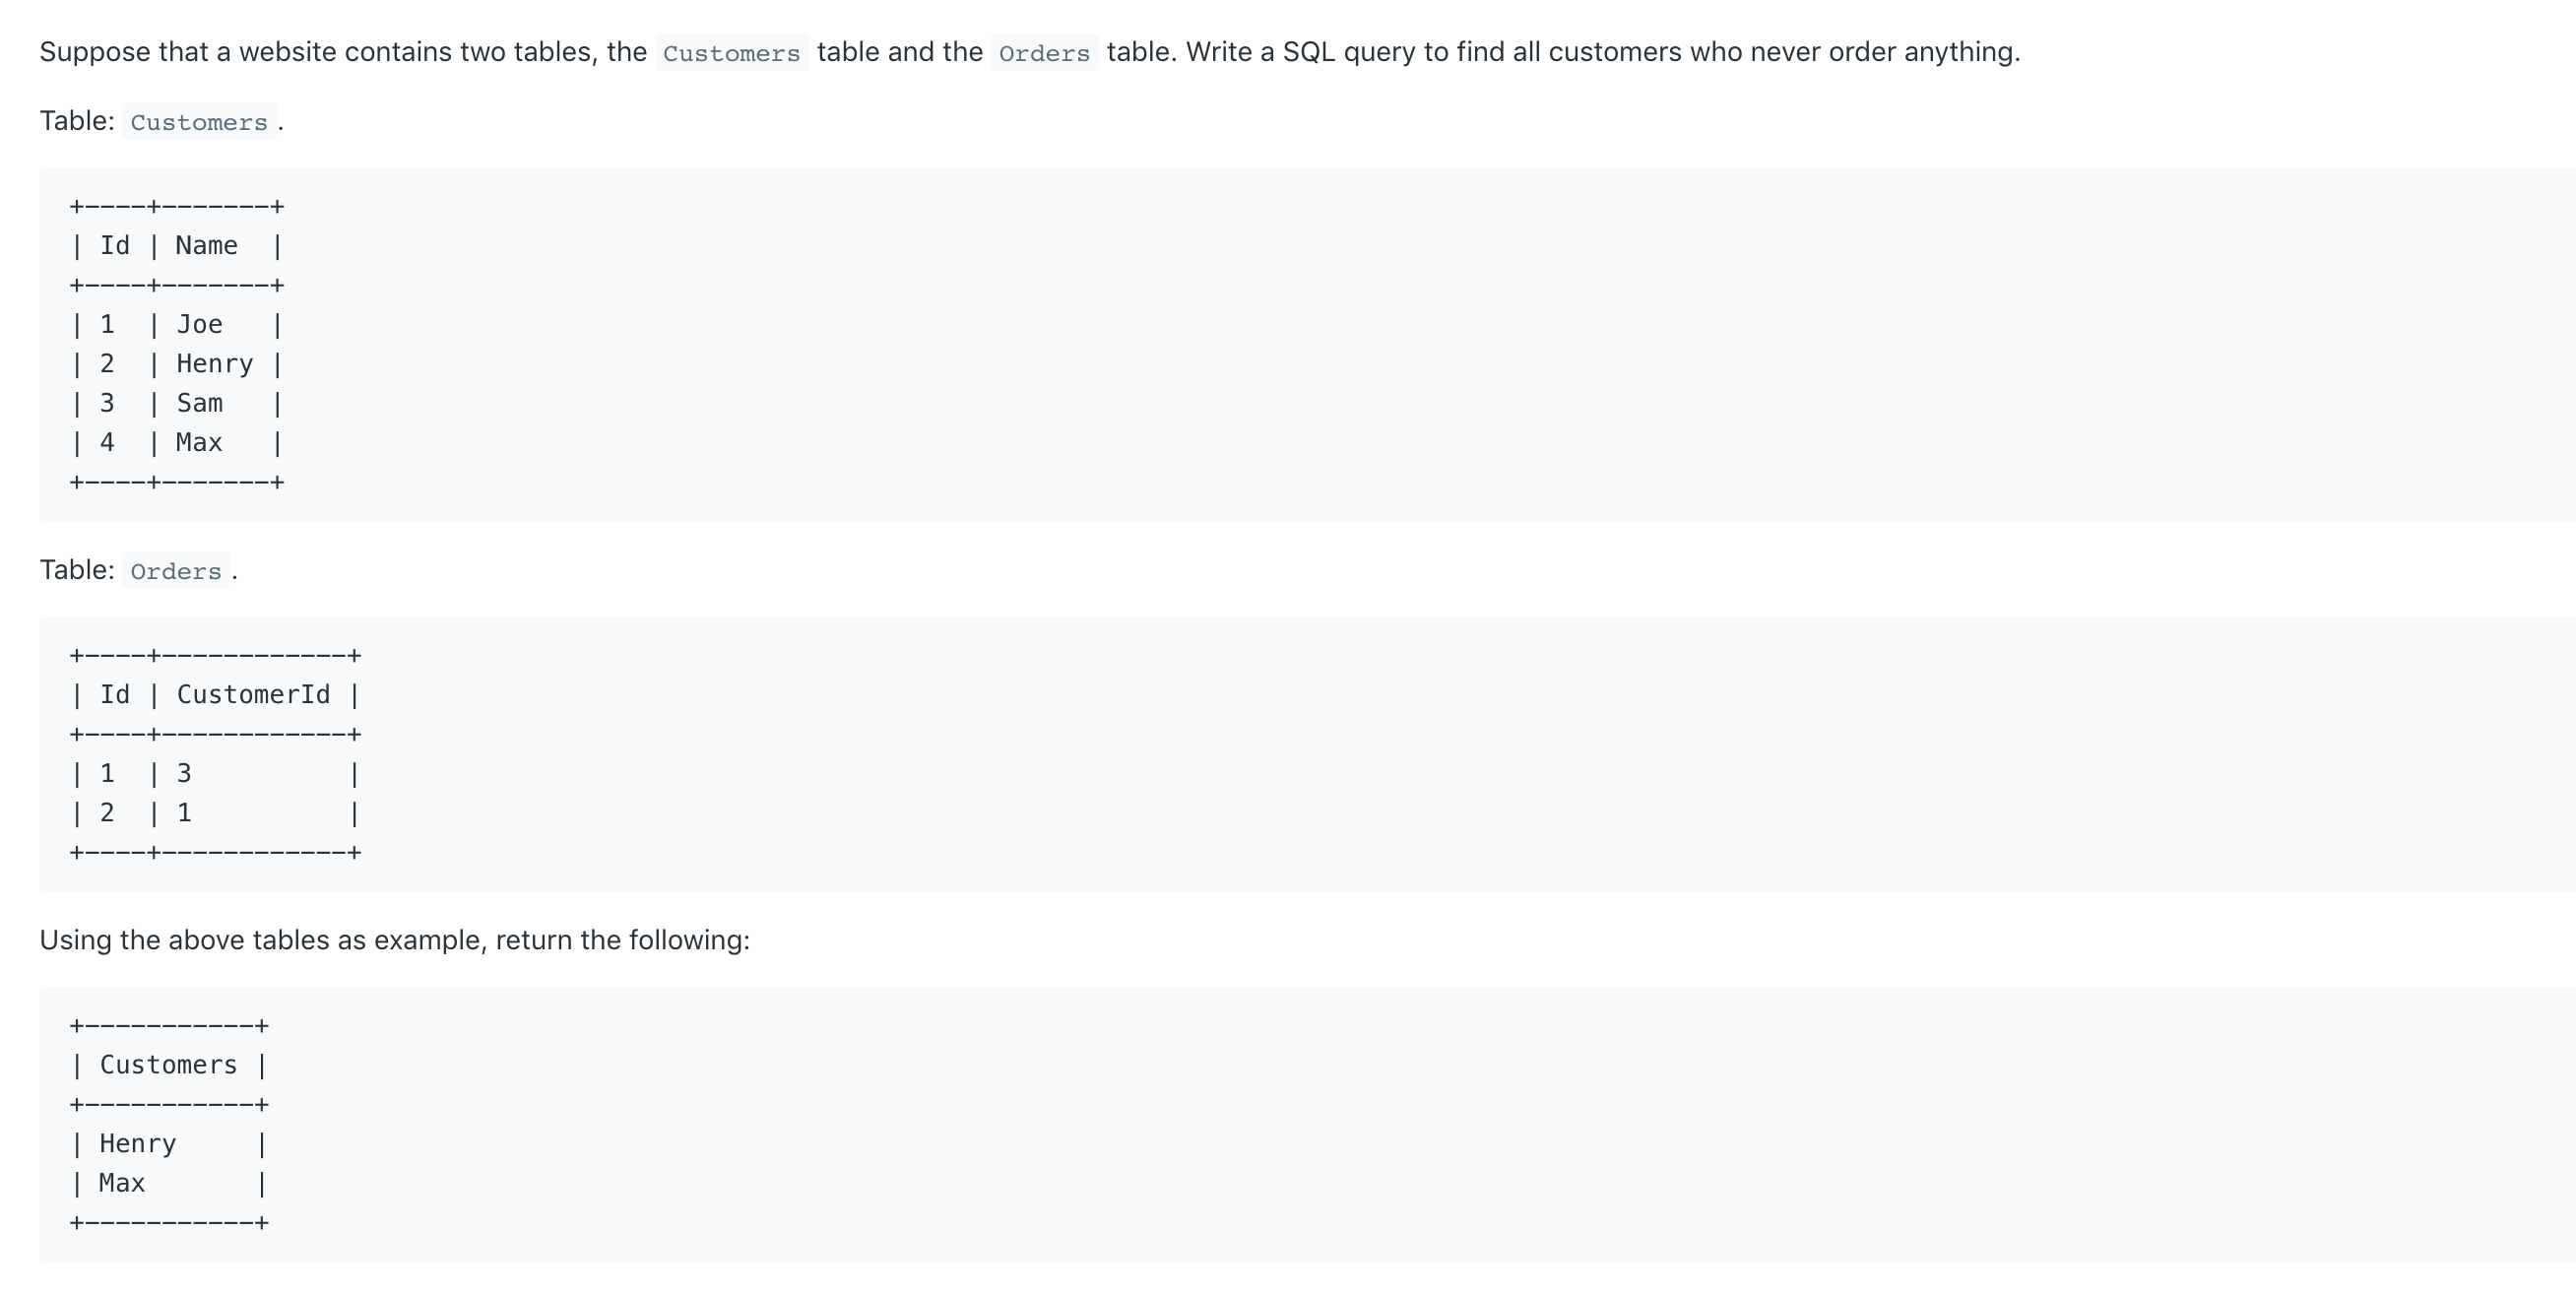 Suppose that a website contains two tables, the Customers table and the Orders table. Write a SQL query to find all customers who never order anything.
Table: Customers.
+----+-------+
| Id | Name  |
+----+-------+
| 1  | Joe   |
| 2  | Henry |
| 3  | Sam   |
| 4  | Max   |
+----+-------+
Table: Orders.
+----+------------+
| Id | CustomerId |
+----+------------+
| 1  | 3          |
| 2  | 1          |
+----+------------+
Using the above tables as example, return the following:
+-----------+
| Customers |
+-----------+
| Henry     |
| Max       |
+-----------+